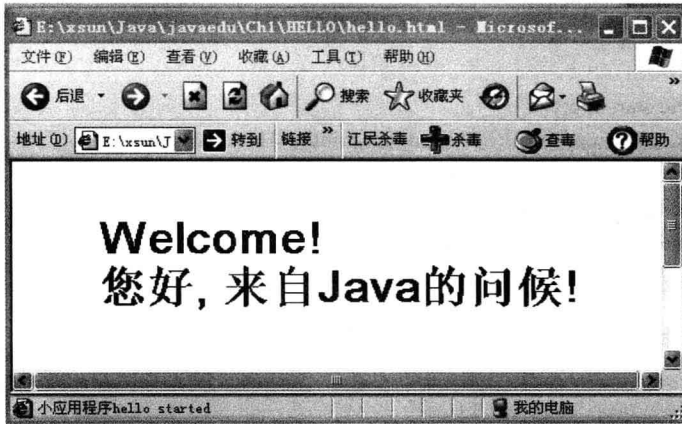 E:\xsun\Java\javaedu\Ch1\HELLO\hello.html - Microsof...
文件(F) 编辑(E) 查看(V) 收藏(A) 工具(T) 帮助(H)
后退 搜索 收藏夹 »
地址(D) E:\xsun\J 转到 链接 » 江民杀毒 杀毒 查毒 帮助
Welcome!
您好, 来自Java的问候!
小应用程序hello started 我的电脑